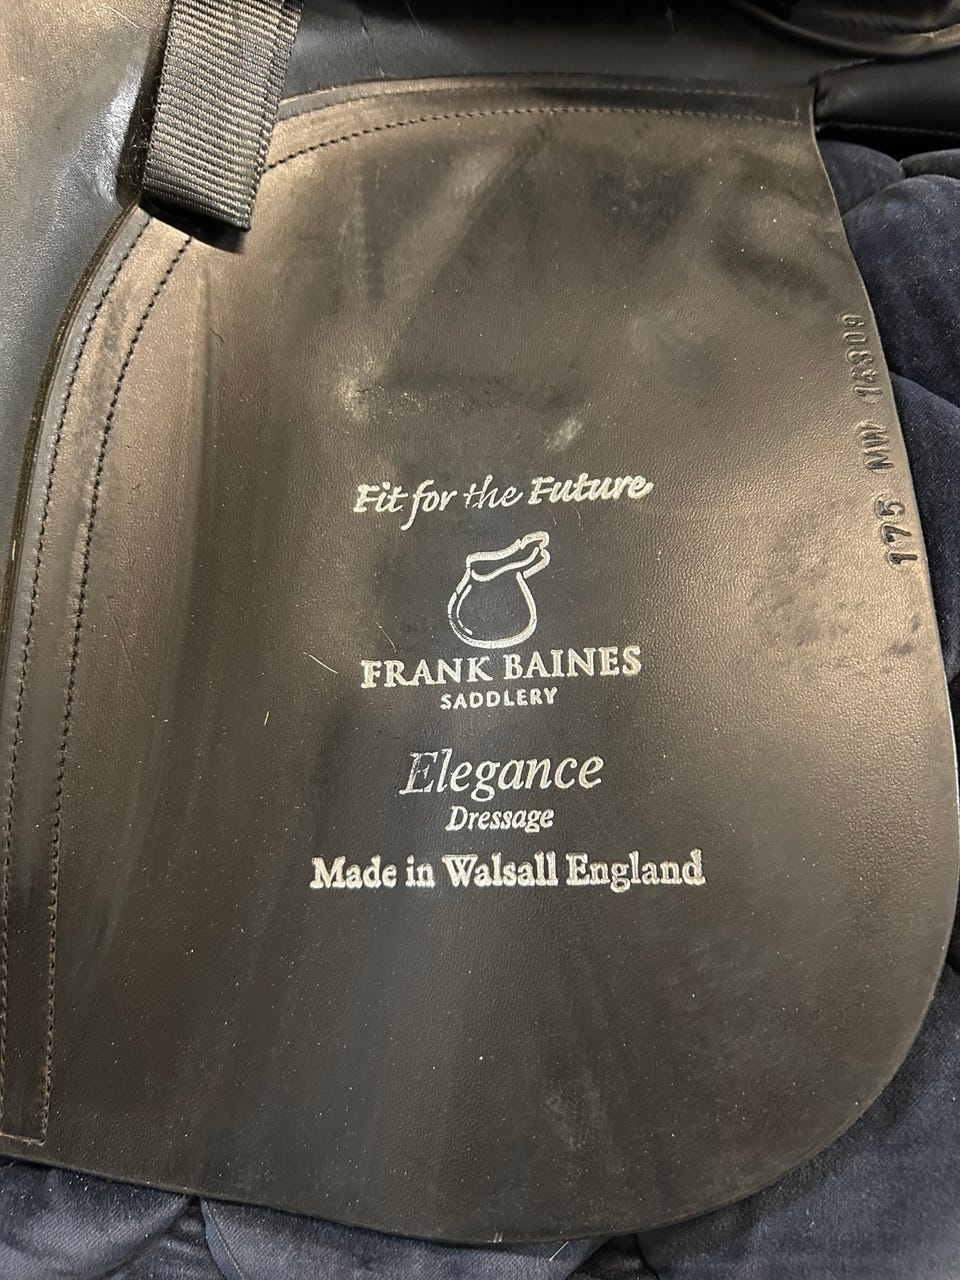 Fit for the Future
FRANK BAINES
SADDLERY
Elegance
Dressage
Made in Walsall England
175 MW 14309